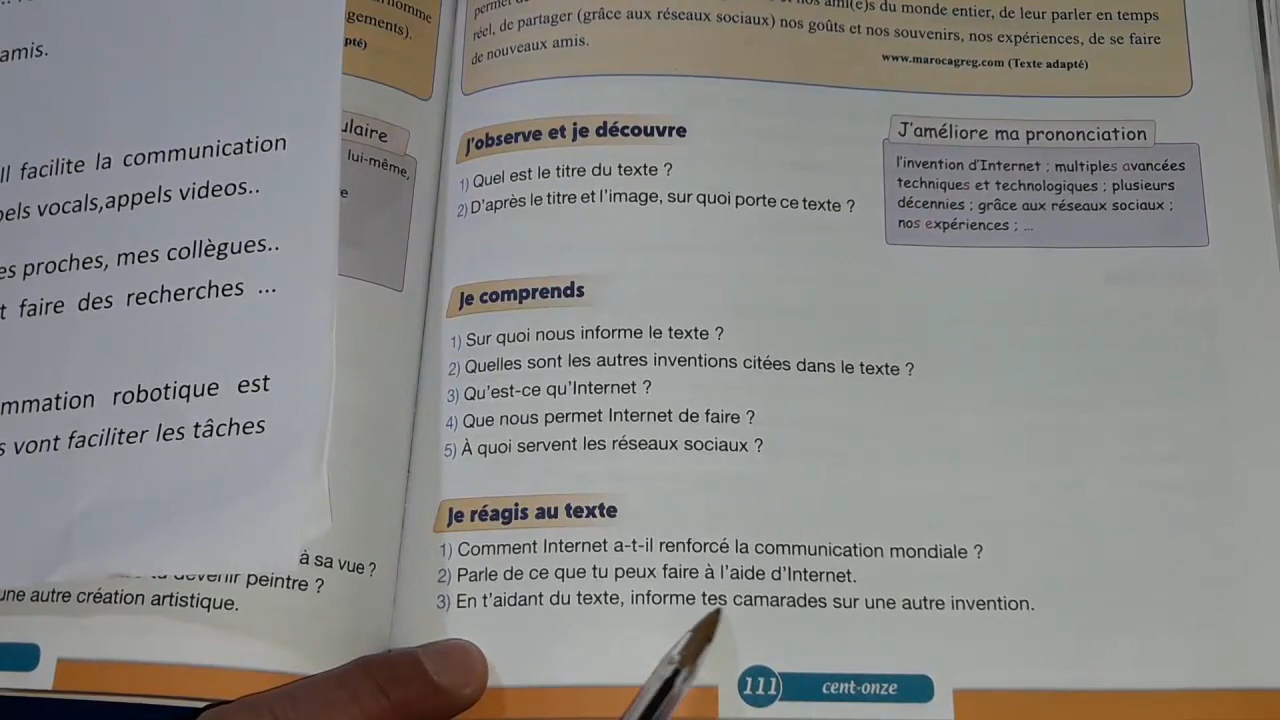 amis.
Il facilite la communication
vocals,appels videos..
proches, mes collègues..
faire des recherches ...
robotique est
vont faciliter les tâches
gements).
pté)
ulaire
lui-même,
à sa vue ?
devenir peintre ?
une autre création artistique.
du monde entier, de leur parler en temps
réel, de partager (grâce aux réseaux sociaux) nos goûts et nos souvenirs, nos expériences, de se faire
de nouveaux amis.
www.marocagreg.com (Texte adapté)
J'observe et je découvre
1) Quel est le titre du texte ?
2) D'après le titre et l'image, sur quoi porte ce texte ?
J'améliore ma prononciation
l'invention d'Internet ; multiples avancées
techniques et technologiques ; plusieurs
décennies ; grâce aux réseaux sociaux ;
nos expériences ; ...
Je comprends
1) Sur quoi nous informe le texte ?
2) Quelles sont les autres inventions citées dans le texte ?
3) Qu'est-ce qu'Internet ?
4) Que nous permet Internet de faire ?
5) À quoi servent les réseaux sociaux ?
Je réagis au texte
1) Comment Internet a-t-il renforcé la communication mondiale ?
2) Parle de ce que tu peux faire à l'aide d'Internet.
3) En t'aidant du texte, informe tes camarades sur une autre invention.
111 cent-onze